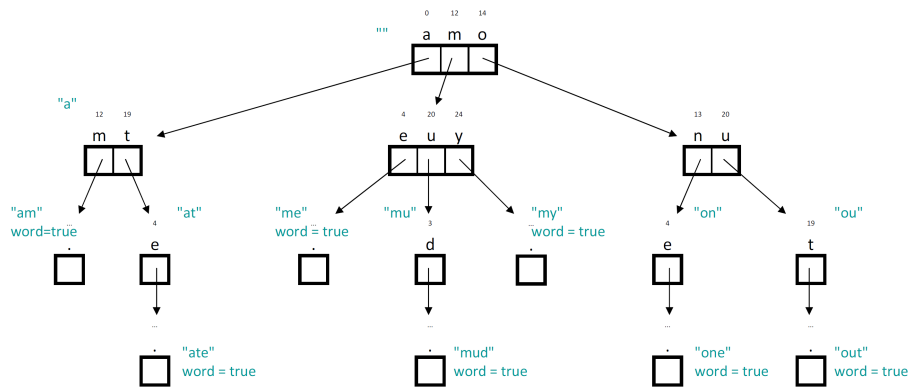 0 12 14
"" a m o
"a"
12 19
m t
4 20 24
e u y
13 20
n u
"am"
word=true
...
.
"at"
4
e
"me"
word = true
...
.
"mu"
3
d
"my"
word = true
...
.
"on"
4
e
"ou"
19
t
...
.
"ate"
word = true
...
.
"mud"
word = true
...
.
"one"
word = true
...
.
"out"
word = true